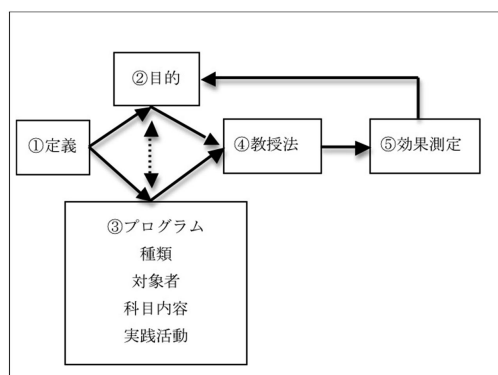 ②目的
①定義
④教授法
⑤効果測定
③プログラム
種類
対象者
科目内容
実践活動